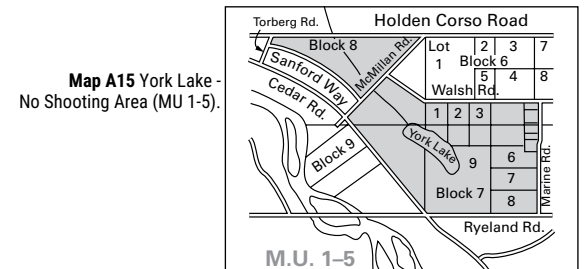 Map A15 York Lake -
No Shooting Area (MU 1-5).
Torberg Rd.
Holden Corso Road
Block 8
McMillan Rd.
Sanford Way
Cedar Rd.
Lot 2 3 7
1 Block 6
5 4 8
Walsh Rd.
1 2 3
York Lake
9 6
7
Block 7
8
Marine Rd.
Block 9
Ryeland Rd.
M.U. 1–5